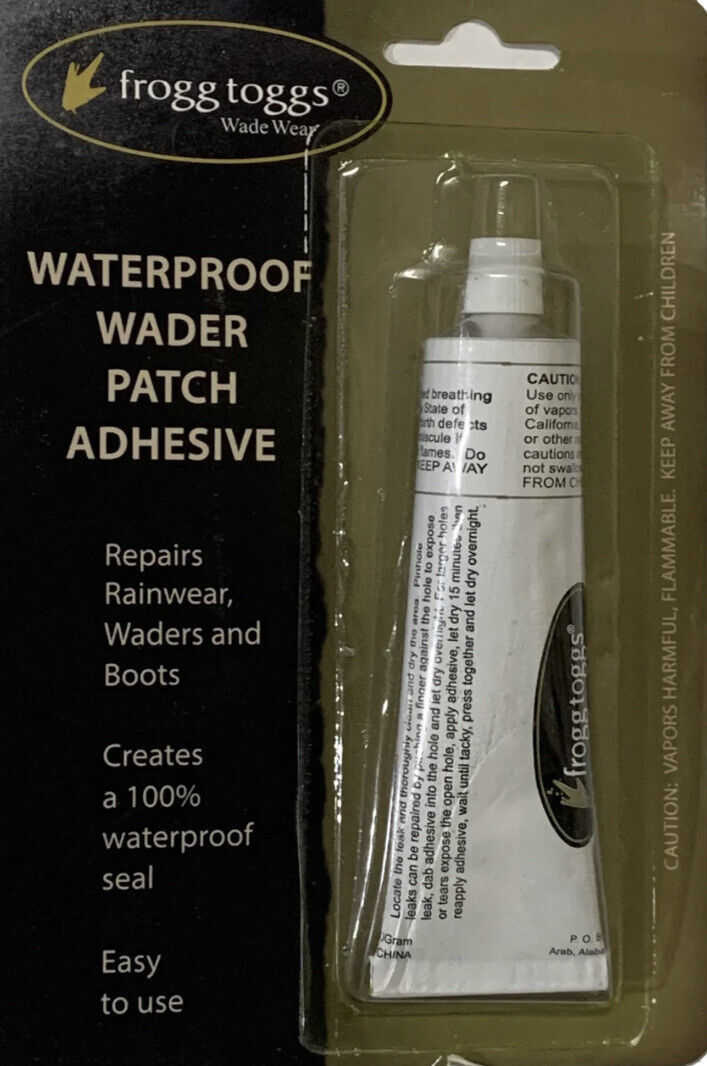 frogg toggs®
Wade Wear
WATERPROOF
WADER
PATCH
ADHESIVE
Repairs
Rainwear,
Waders and
Boots
Creates
a 100%
waterproof
seal
Easy
to use
breathing
State of
defects
if
flames. Do
KEEP AWAY
CAUTION
Use only
of vapors
California
or other
cautions
not swallow
FROM CH
Locate the leak and thoroughly clean and dry the area. Pinhole
leaks can be repaired by pushing a finger against the hole to expose
leak, dab adhesive into the hole and let dry overnight. For larger holes
or tears expose the open hole, apply adhesive, let dry 15 minutes then
reapply adhesive, wait until tacky, press together and let dry overnight.
frogg toggs®
Gram
CHINA
P. O. B
Arab, Alaba
CAUTION: VAPORS HARMFUL, FLAMMABLE. KEEP AWAY FROM CHILDREN